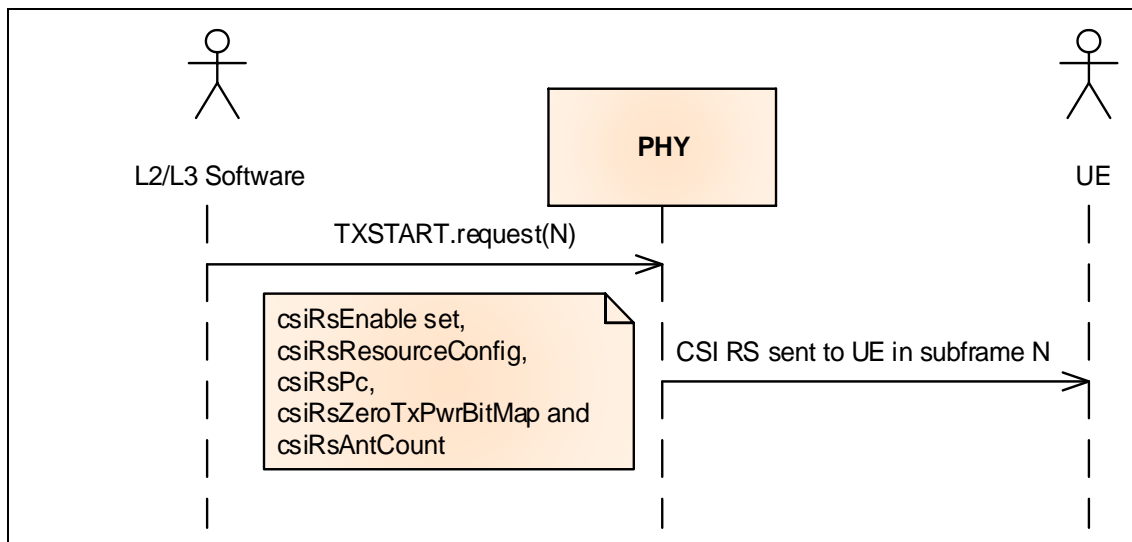 PHY
L2/L3 Software
UE
TXSTART.request(N)
csiRsEnable set,
csiRsResourceConfig,
csiRsPc,
csiRsZeroTxPwrBitMap and
csiRsAntCount
CSI RS sent to UE in subframe N